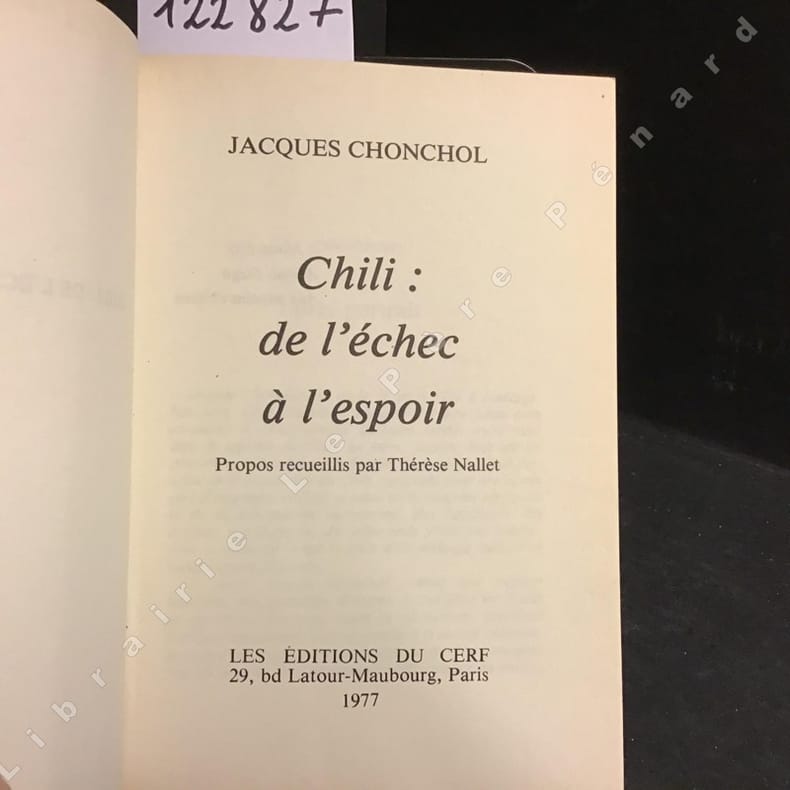 122827
JACQUES CHONCHOL
Chili :
de l'échec
à l'espoir
Propos recueillis par Thérèse Nallet
LES ÉDITIONS DU CERF
29, bd Latour-Maubourg, Paris
1977
Librairie Le Père Pénard